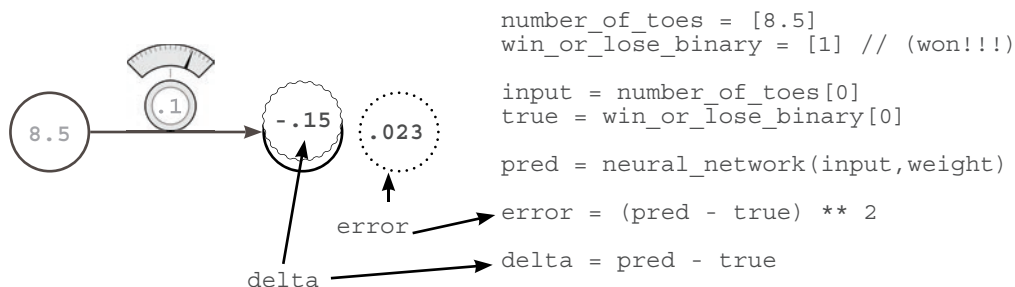 number_of_toes = [8.5]
win_or_lose_binary = [1] // (won!!!)
input = number_of_toes[0]
true = win_or_lose_binary[0]
pred = neural_network(input,weight)
error = (pred - true) ** 2
delta = pred - true
.1
8.5
-.15
.023
error
delta